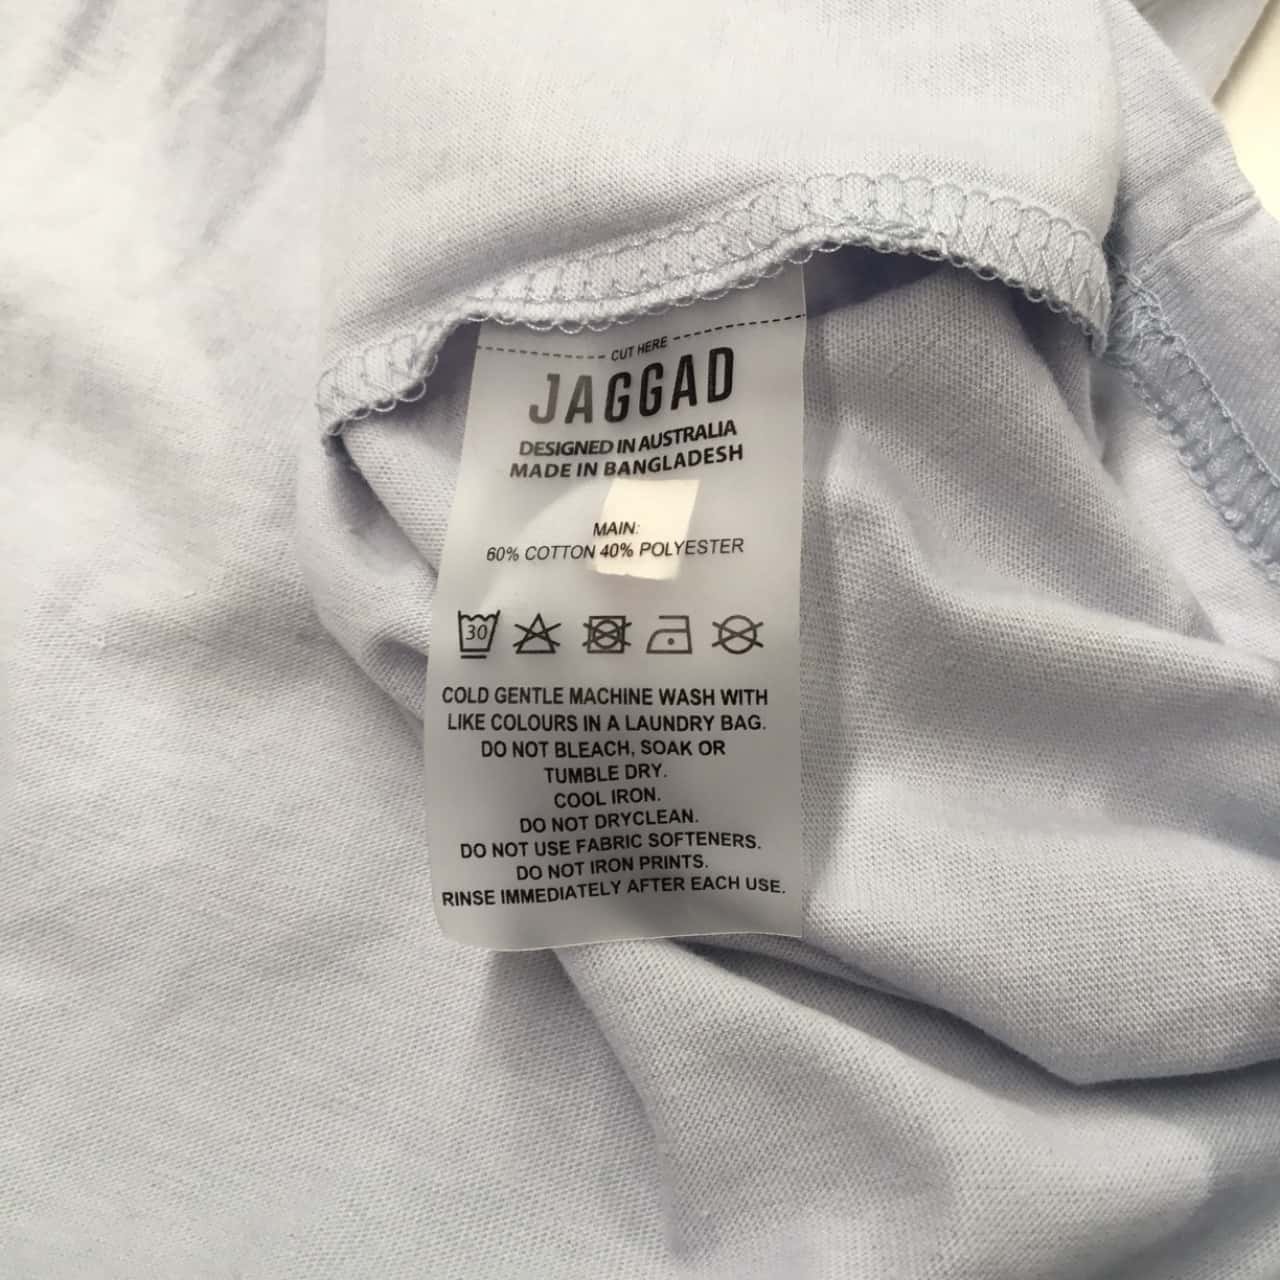 CUT HERE
JAGGAD
DESIGNED IN AUSTRALIA
MADE IN BANGLADESH
MAIN:
60% COTTON 40% POLYESTER
30
COLD GENTLE MACHINE WASH WITH
LIKE COLOURS IN A LAUNDRY BAG.
DO NOT BLEACH, SOAK OR
TUMBLE DRY.
COOL IRON.
DO NOT DRYCLEAN.
DO NOT USE FABRIC SOFTENERS.
DO NOT IRON PRINTS.
RINSE IMMEDIATELY AFTER EACH USE.